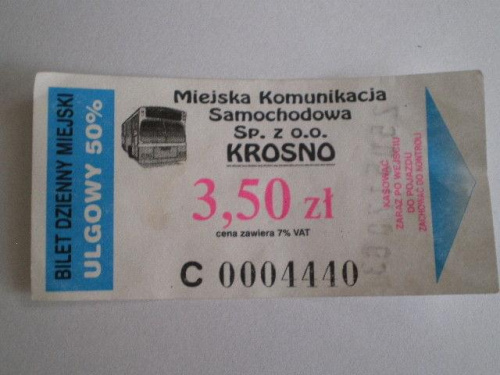 BILET DZIENNY MIEJSKI
ULGOWY 50%
Miejska Komunikacja
Samochodowa
Sp. z o.o.
KROSNO
3,50 zł
cena zawiera 7% VAT
C 0004440
KASOWAĆ
ZARAZ PO WEJŚCIU
DO POJAZDU
ZACHOWAĆ DO KONTROLI